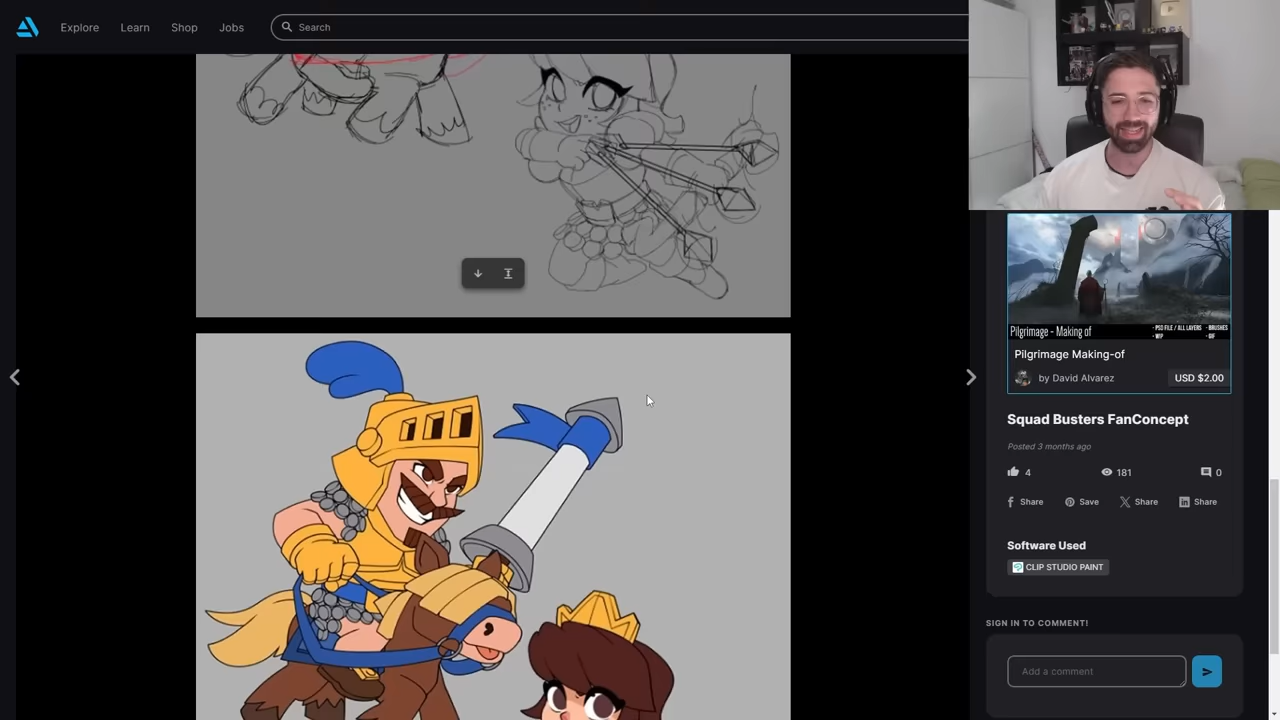 Explore
Learn
Shop
Jobs
Search
Pilgrimage - Making of
- PSD FILE / ALL LAYERS
- WIP
- BRUSHES
- GIF
Pilgrimage Making-of
by David Alvarez
USD $2.00
Squad Busters FanConcept
Posted 3 months ago
4
181
0
Share
Save
Share
Share
Software Used
CLIP STUDIO PAINT
SIGN IN TO COMMENT!
Add a comment